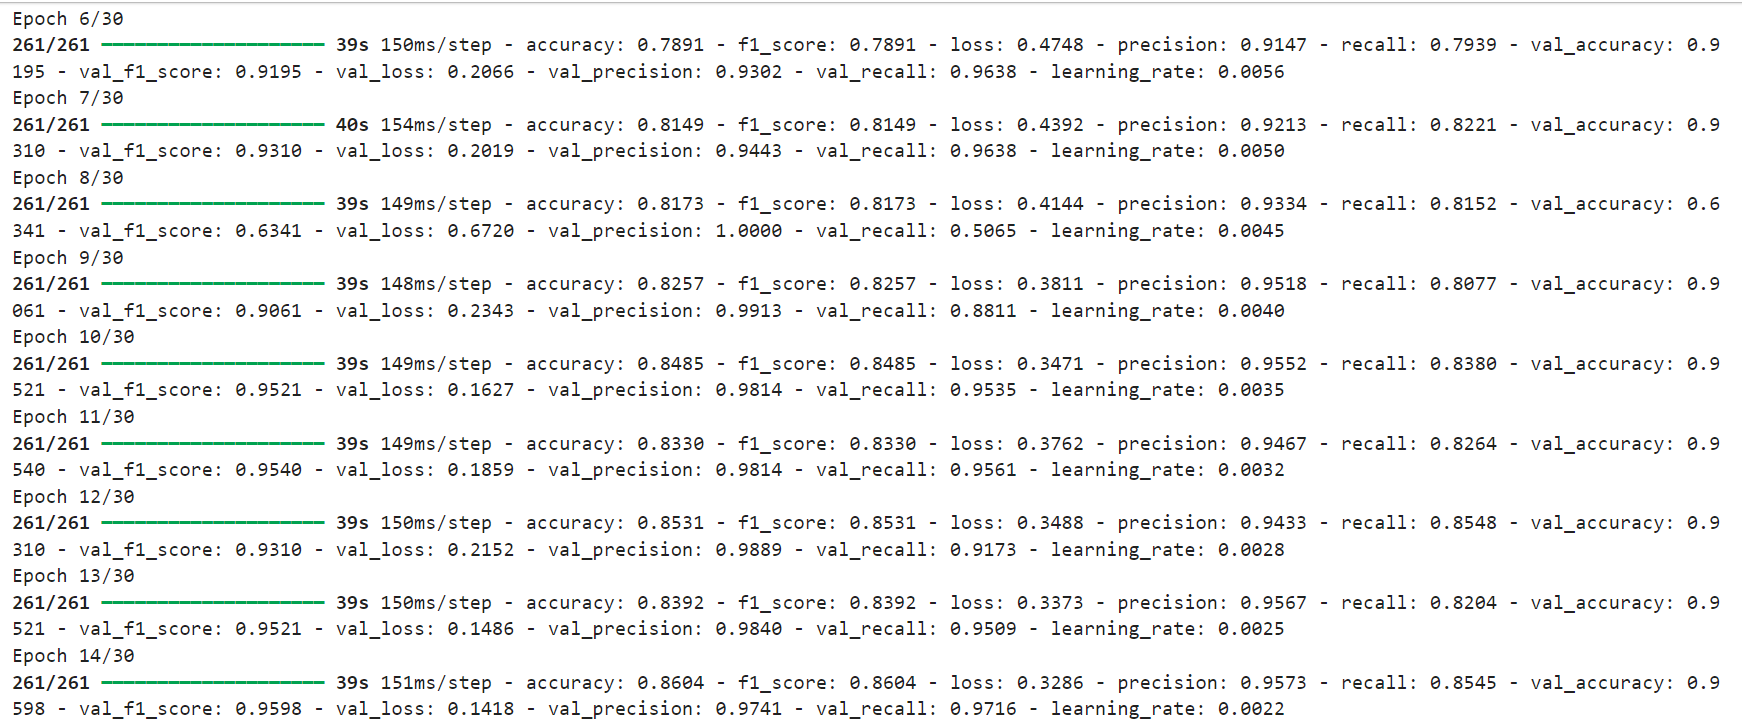 Epoch 6/30
261/261 ━━━━━━━━━━━━━━━━━━━━ 39s 150ms/step - accuracy: 0.7891 - f1_score: 0.7891 - loss: 0.4748 - precision: 0.9147 - recall: 0.7939 - val_accuracy: 0.9
195 - val_f1_score: 0.9195 - val_loss: 0.2066 - val_precision: 0.9302 - val_recall: 0.9638 - learning_rate: 0.0056
Epoch 7/30
261/261 ━━━━━━━━━━━━━━━━━━━━ 40s 154ms/step - accuracy: 0.8149 - f1_score: 0.8149 - loss: 0.4392 - precision: 0.9213 - recall: 0.8221 - val_accuracy: 0.9
310 - val_f1_score: 0.9310 - val_loss: 0.2019 - val_precision: 0.9443 - val_recall: 0.9638 - learning_rate: 0.0050
Epoch 8/30
261/261 ━━━━━━━━━━━━━━━━━━━━ 39s 149ms/step - accuracy: 0.8173 - f1_score: 0.8173 - loss: 0.4144 - precision: 0.9334 - recall: 0.8152 - val_accuracy: 0.6
341 - val_f1_score: 0.6341 - val_loss: 0.6720 - val_precision: 1.0000 - val_recall: 0.5065 - learning_rate: 0.0045
Epoch 9/30
261/261 ━━━━━━━━━━━━━━━━━━━━ 39s 148ms/step - accuracy: 0.8257 - f1_score: 0.8257 - loss: 0.3811 - precision: 0.9518 - recall: 0.8077 - val_accuracy: 0.9
061 - val_f1_score: 0.9061 - val_loss: 0.2343 - val_precision: 0.9913 - val_recall: 0.8811 - learning_rate: 0.0040
Epoch 10/30
261/261 ━━━━━━━━━━━━━━━━━━━━ 39s 149ms/step - accuracy: 0.8485 - f1_score: 0.8485 - loss: 0.3471 - precision: 0.9552 - recall: 0.8380 - val_accuracy: 0.9
521 - val_f1_score: 0.9521 - val_loss: 0.1627 - val_precision: 0.9814 - val_recall: 0.9535 - learning_rate: 0.0035
Epoch 11/30
261/261 ━━━━━━━━━━━━━━━━━━━━ 39s 149ms/step - accuracy: 0.8330 - f1_score: 0.8330 - loss: 0.3762 - precision: 0.9467 - recall: 0.8264 - val_accuracy: 0.9
540 - val_f1_score: 0.9540 - val_loss: 0.1859 - val_precision: 0.9814 - val_recall: 0.9561 - learning_rate: 0.0032
Epoch 12/30
261/261 ━━━━━━━━━━━━━━━━━━━━ 39s 150ms/step - accuracy: 0.8531 - f1_score: 0.8531 - loss: 0.3488 - precision: 0.9433 - recall: 0.8548 - val_accuracy: 0.9
310 - val_f1_score: 0.9310 - val_loss: 0.2152 - val_precision: 0.9889 - val_recall: 0.9173 - learning_rate: 0.0028
Epoch 13/30
261/261 ━━━━━━━━━━━━━━━━━━━━ 39s 150ms/step - accuracy: 0.8392 - f1_score: 0.8392 - loss: 0.3373 - precision: 0.9567 - recall: 0.8204 - val_accuracy: 0.9
521 - val_f1_score: 0.9521 - val_loss: 0.1486 - val_precision: 0.9840 - val_recall: 0.9509 - learning_rate: 0.0025
Epoch 14/30
261/261 ━━━━━━━━━━━━━━━━━━━━ 39s 151ms/step - accuracy: 0.8604 - f1_score: 0.8604 - loss: 0.3286 - precision: 0.9573 - recall: 0.8545 - val_accuracy: 0.9
598 - val_f1_score: 0.9598 - val_loss: 0.1418 - val_precision: 0.9741 - val_recall: 0.9716 - learning_rate: 0.0022